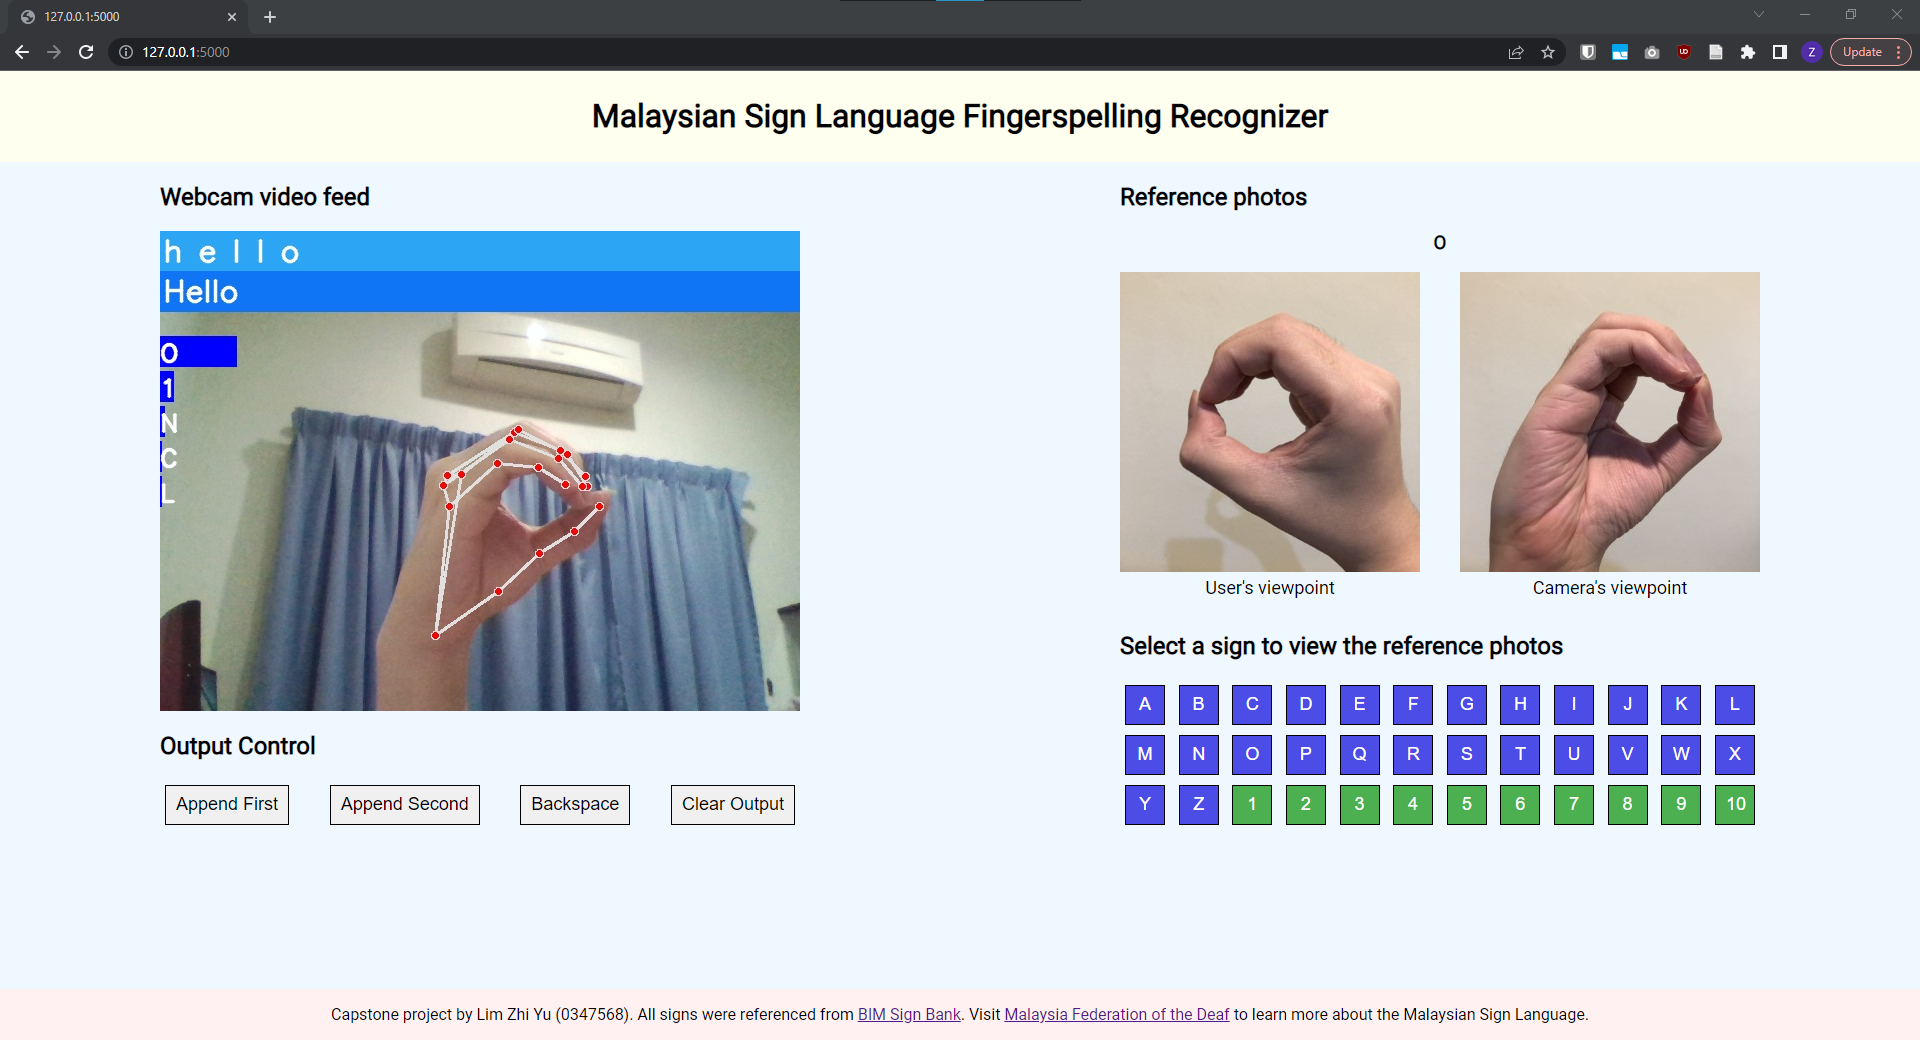 127.0.0.1:5000
127.0.0.1:5000
Z
Update
Malaysian Sign Language Fingerspelling Recognizer
Webcam video feed
h e l l o
Hello
O
1
N
C
L
Output Control
Append First
Append Second
Backspace
Clear Output
Reference photos
O
User's viewpoint
Camera's viewpoint
Select a sign to view the reference photos
A B C D E F G H I J K L
M N O P Q R S T U V W X
Y Z 1 2 3 4 5 6 7 8 9 10
Capstone project by Lim Zhi Yu (0347568). All signs were referenced from BIM Sign Bank. Visit Malaysia Federation of the Deaf to learn more about the Malaysian Sign Language.